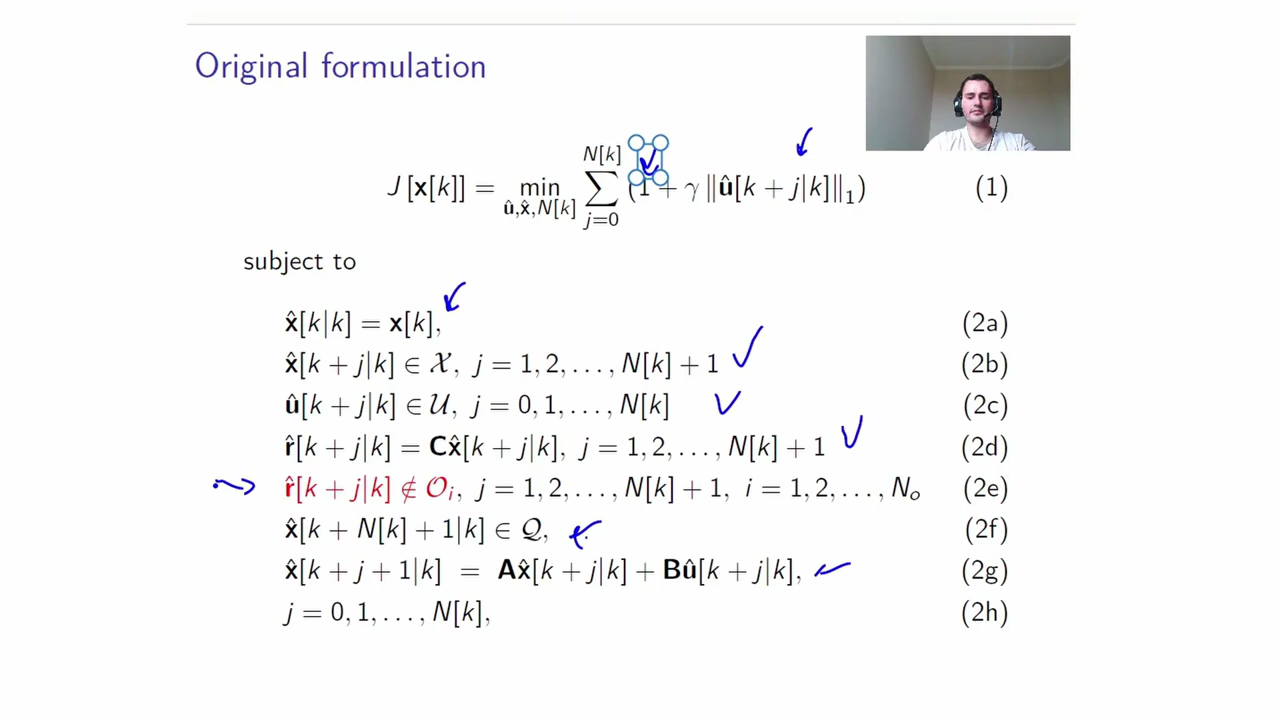 Original formulation
J[x[k]] = min_{û,x̂,N[k]} ∑_{j=0}^{N[k]} (1 + γ‖û[k + j|k]‖₁) (1)
subject to
x̂[k|k] = x[k], (2a)
x̂[k + j|k] ∈ 𝒳, j = 1, 2, . . . , N[k] + 1 (2b)
û[k + j|k] ∈ 𝒰, j = 0, 1, . . . , N[k] (2c)
r̂[k + j|k] = Cx̂[k + j|k], j = 1, 2, . . . , N[k] + 1 (2d)
r̂[k + j|k] ∉ 𝒪ᵢ, j = 1, 2, . . . , N[k] + 1, i = 1, 2, . . . , Nₒ (2e)
x̂[k + N[k] + 1|k] ∈ 𝒬, (2f)
x̂[k + j + 1|k] = Ax̂[k + j|k] + Bû[k + j|k], (2g)
j = 0, 1, . . . , N[k], (2h)